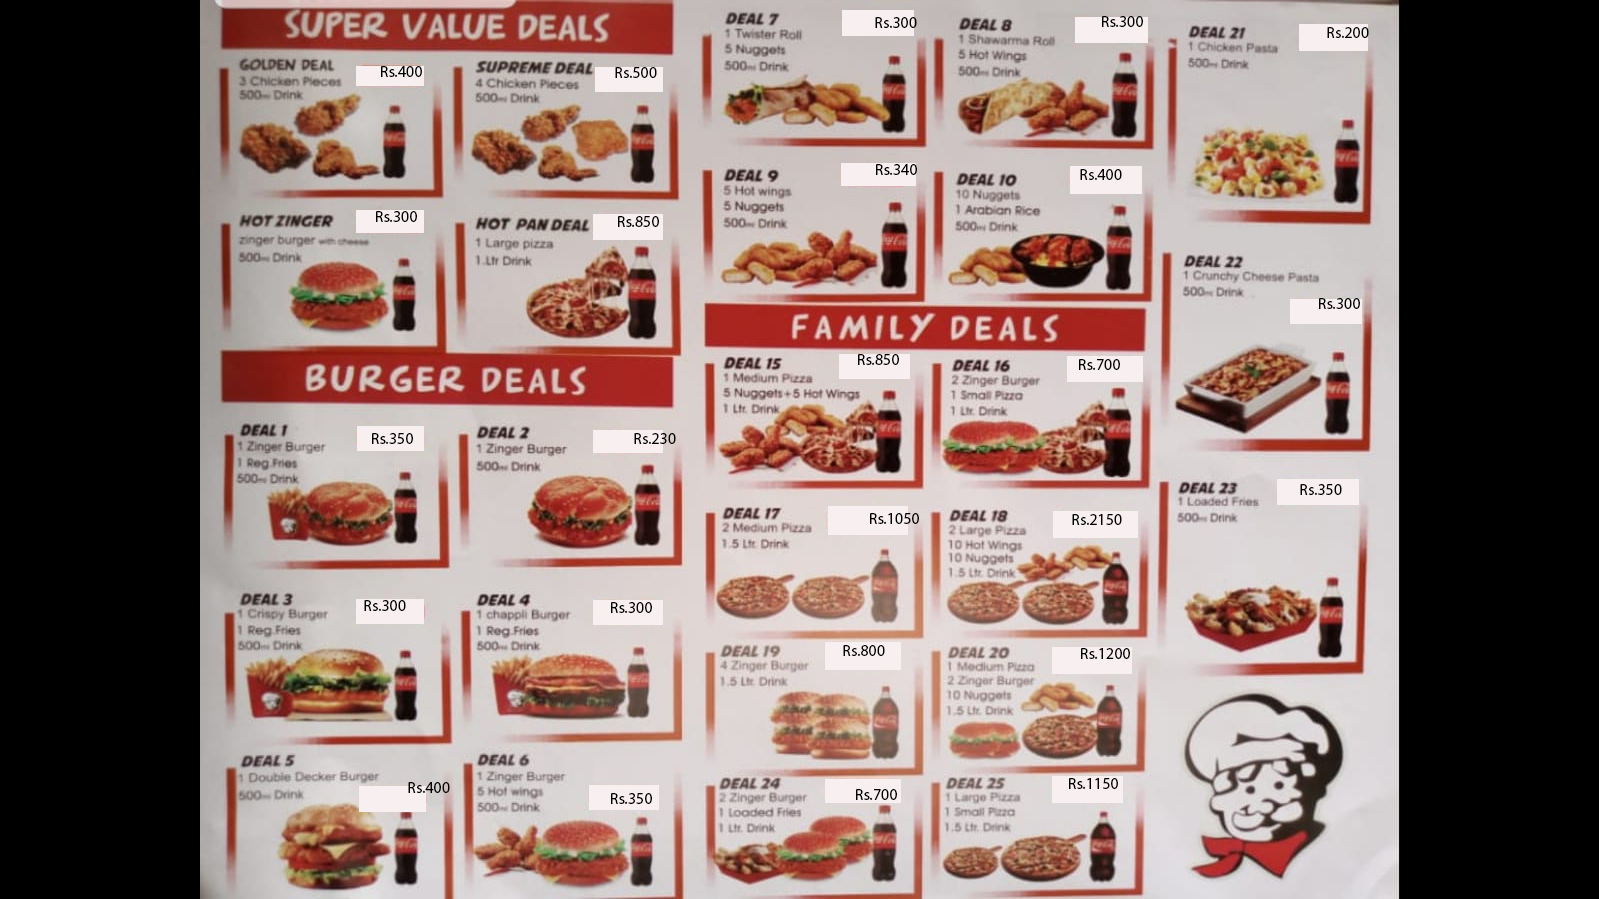 SUPER VALUE DEALS
GOLDEN DEAL
Rs.400
3 Chicken Pieces
500ml Drink
SUPREME DEAL
Rs.500
4 Chicken Pieces
500ml Drink
HOT ZINGER
Rs.300
zinger burger with cheese
500ml Drink
HOT PAN DEAL
Rs.850
1 Large pizza
1.Ltr Drink
BURGER DEALS
DEAL 1
Rs.350
1 Zinger Burger
1 Reg.Fries
500ml Drink
DEAL 2
Rs.230
1 Zinger Burger
500ml Drink
DEAL 3
Rs.300
1 Crispy Burger
1 Reg.Fries
500ml Drink
DEAL 4
Rs.300
1 chappli Burger
1 Reg.Fries
500ml Drink
DEAL 5
1 Double Decker Burger
Rs.400
500ml Drink
DEAL 6
1 Zinger Burger
5 Hot wings
Rs.350
500ml Drink
DEAL 7
Rs.300
1 Twister Roll
5 Nuggets
500ml Drink
DEAL 8
Rs.300
1 Shawarma Roll
5 Hot Wings
500ml Drink
DEAL 9
Rs.340
5 Hot wings
5 Nuggets
500ml Drink
DEAL 10
Rs.400
10 Nuggets
1 Arabian Rice
500ml Drink
FAMILY DEALS
DEAL 15
Rs.850
1 Medium Pizza
5 Nuggets+5 Hot Wings
1 Ltr. Drink
DEAL 16
Rs.700
2 Zinger Burger
1 Small Pizza
1 Ltr. Drink
DEAL 17
Rs.1050
2 Medium Pizza
1.5 Ltr. Drink
DEAL 18
Rs.2150
2 Large Pizza
10 Hot Wings
10 Nuggets
1.5 Ltr. Drink
DEAL 19
Rs.800
4 Zinger Burger
1.5 Ltr. Drink
DEAL 20
Rs.1200
1 Medium Pizza
2 Zinger Burger
10 Nuggets
1.5 Ltr. Drink
DEAL 24
Rs.700
2 Zinger Burger
1 Loaded Fries
1 Ltr. Drink
DEAL 25
Rs.1150
1 Large Pizza
1 Small Pizza
1.5 Ltr. Drink
DEAL 21
Rs.200
1 Chicken Pasta
500ml Drink
DEAL 22
1 Crunchy Cheese Pasta
500ml Drink
Rs.300
DEAL 23
Rs.350
1 Loaded Fries
500ml Drink